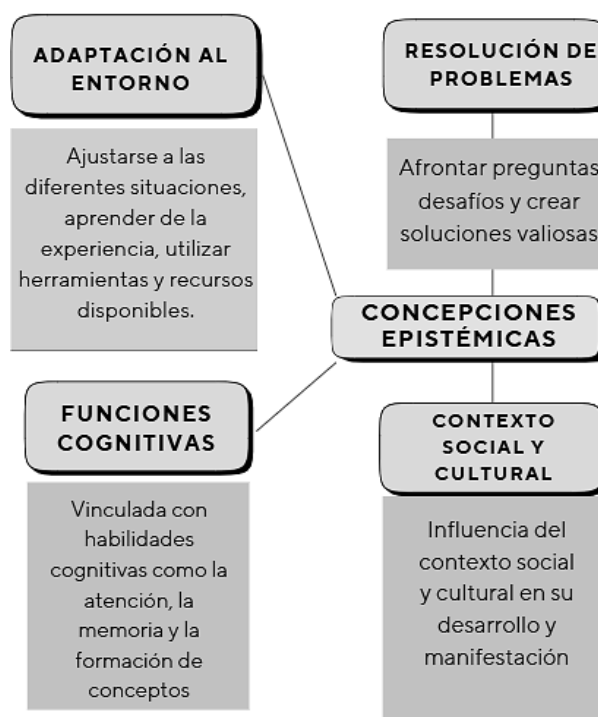 ADAPTACIÓN AL
ENTORNO
Ajustarse a las
diferentes situaciones,
aprender de la
experiencia, utilizar
herramientas y recursos
disponibles.
RESOLUCIÓN DE
PROBLEMAS
Afrontar preguntas
desafíos y crear
soluciones valiosas
CONCEPCIONES
EPISTÉMICAS
FUNCIONES
COGNITIVAS
Vinculada con
habilidades
cognitivas como la
atención, la
memoria y la
formación de
conceptos
CONTEXTO
SOCIAL Y
CULTURAL
Influencia del
contexto social
y cultural en su
desarrollo y
manifestación